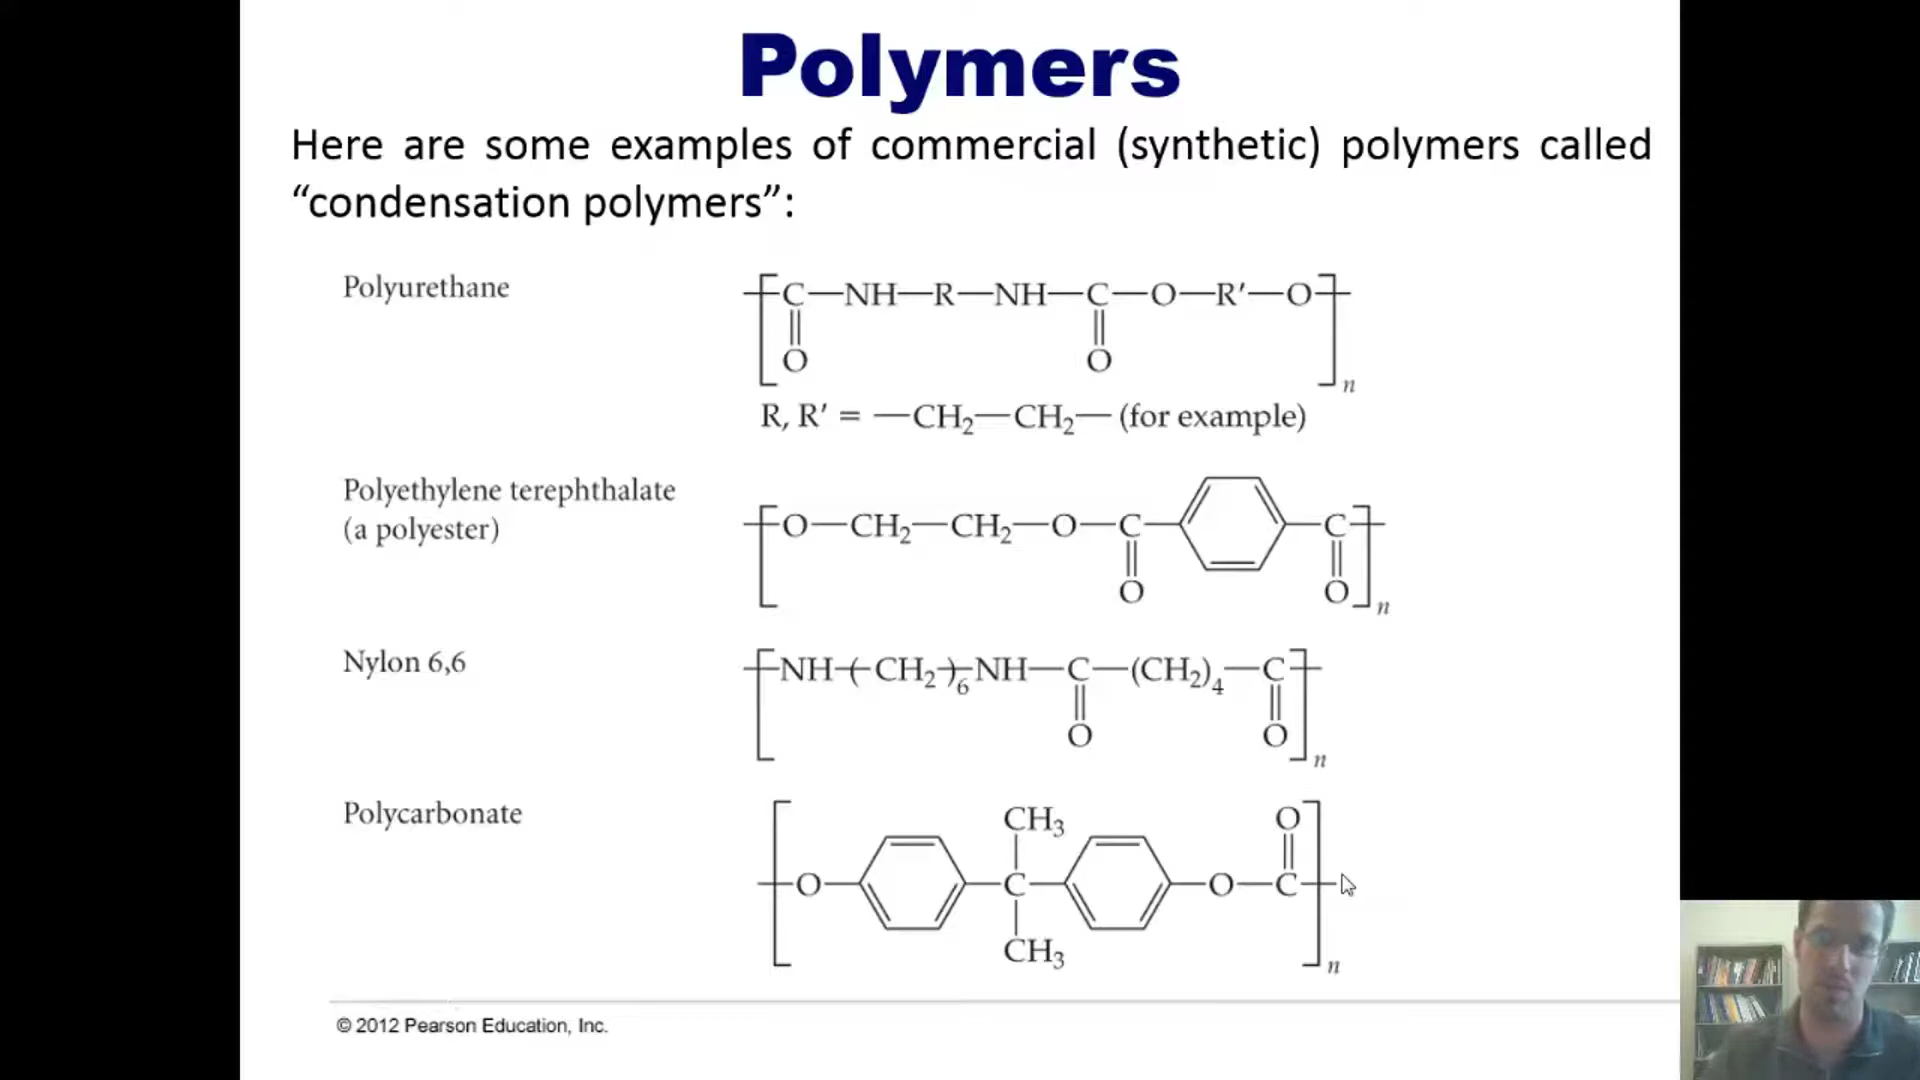 Polymers
Here are some examples of commercial (synthetic) polymers called
“condensation polymers”:
Polyurethane
C—NH—R—NH—C—O—R′—O
O O
n
R, R′ = —CH₂—CH₂— (for example)
Polyethylene terephthalate
(a polyester)
O—CH₂—CH₂—O—C C
O O
n
Nylon 6,6
NH—(CH₂)₆NH—C—(CH₂)₄—C
O O
n
Polycarbonate
CH₃ O
O C O—C
CH₃
n
© 2012 Pearson Education, Inc.